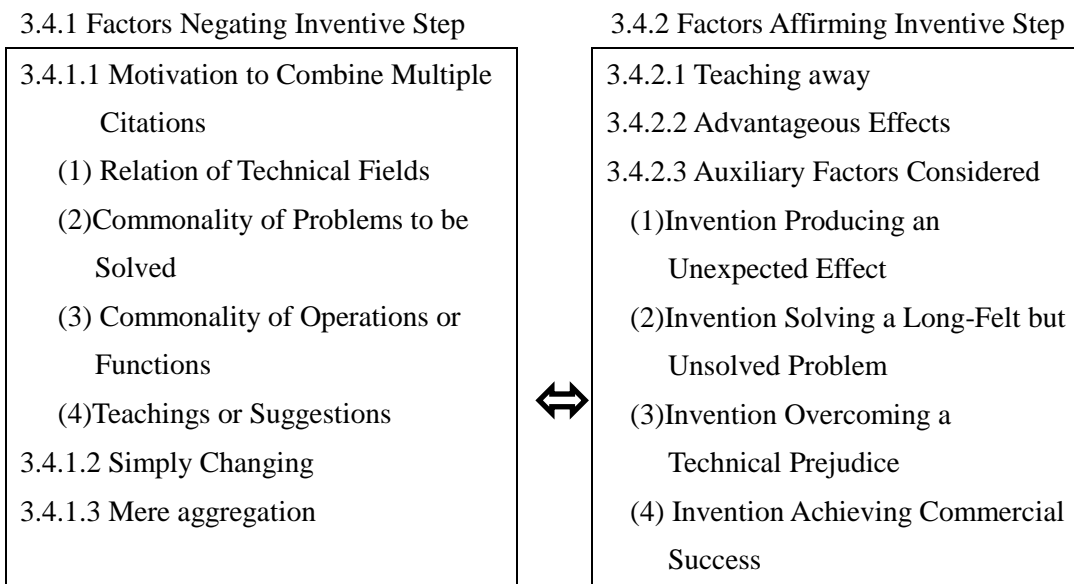 3.4.1 Factors Negating Inventive Step
3.4.1.1 Motivation to Combine Multiple
Citations
(1) Relation of Technical Fields
(2)Commonality of Problems to be
Solved
(3) Commonality of Operations or
Functions
(4)Teachings or Suggestions
3.4.1.2 Simply Changing
3.4.1.3 Mere aggregation
3.4.2 Factors Affirming Inventive Step
3.4.2.1 Teaching away
3.4.2.2 Advantageous Effects
3.4.2.3 Auxiliary Factors Considered
(1)Invention Producing an
Unexpected Effect
(2)Invention Solving a Long-Felt but
Unsolved Problem
(3)Invention Overcoming a
Technical Prejudice
(4) Invention Achieving Commercial
Success